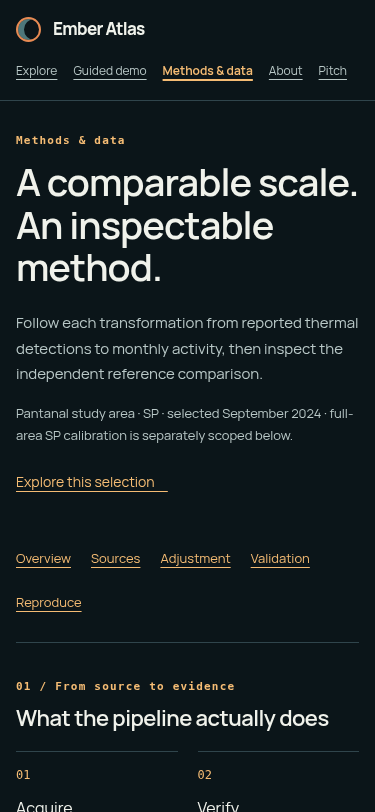 Ember Atlas
Explore Guided demo Methods & data About Pitch
Methods & data
A comparable scale.
An inspectable
method.
Follow each transformation from reported thermal
detections to monthly activity, then inspect the
independent reference comparison.
Pantanal study area · SP · selected September 2024 · full-
area SP calibration is separately scoped below.
Explore this selection
Overview Sources Adjustment Validation
Reproduce
01 / From source to evidence
What the pipeline actually does
01 02
Acquire Verify